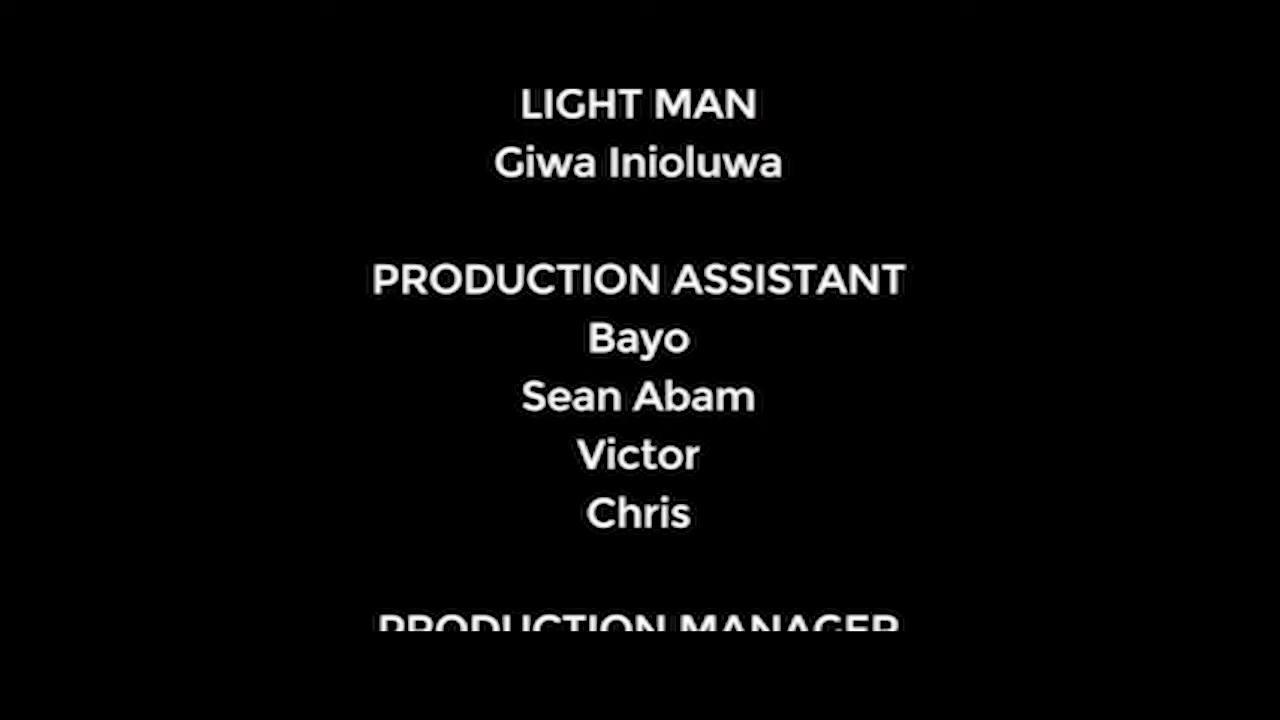 LIGHT MAN
Giwa Inioluwa
PRODUCTION ASSISTANT
Bayo
Sean Abam
Victor
Chris
PRODUCTION MANAGER